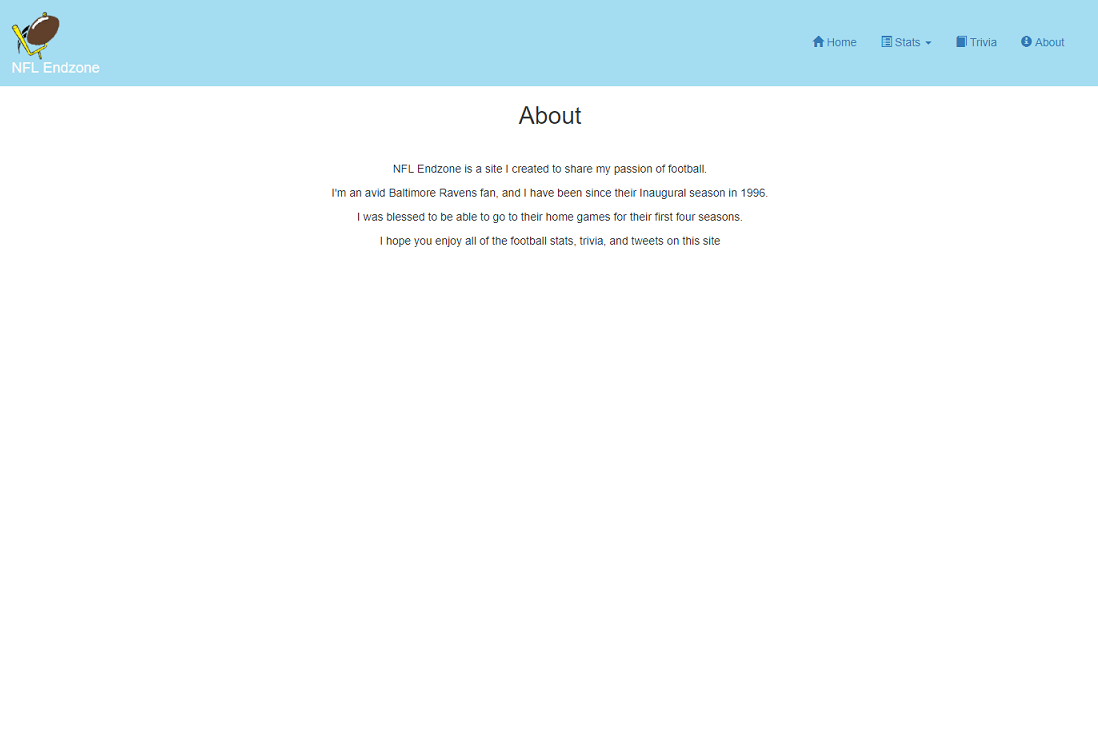 NFL Endzone
Home Stats Trivia About
About
NFL Endzone is a site I created to share my passion of football.
I'm an avid Baltimore Ravens fan, and I have been since their Inaugural season in 1996.
I was blessed to be able to go to their home games for their first four seasons.
I hope you enjoy all of the football stats, trivia, and tweets on this site